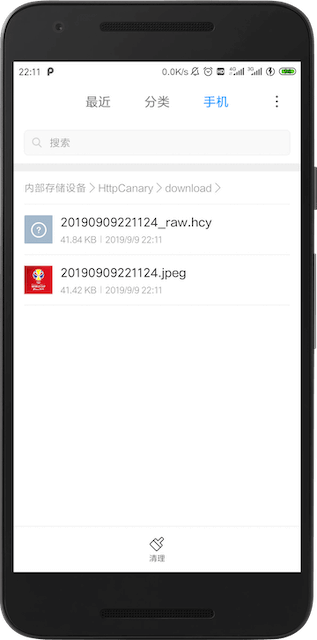 22:11 0.0K/s HD 4G 3G
最近 分类 手机
搜索
内部存储设备 HttpCanary download
20190909221124_raw.hcy
41.84 KB | 2019/9/9 22:11
20190909221124.jpeg
41.42 KB | 2019/9/9 22:11
清理